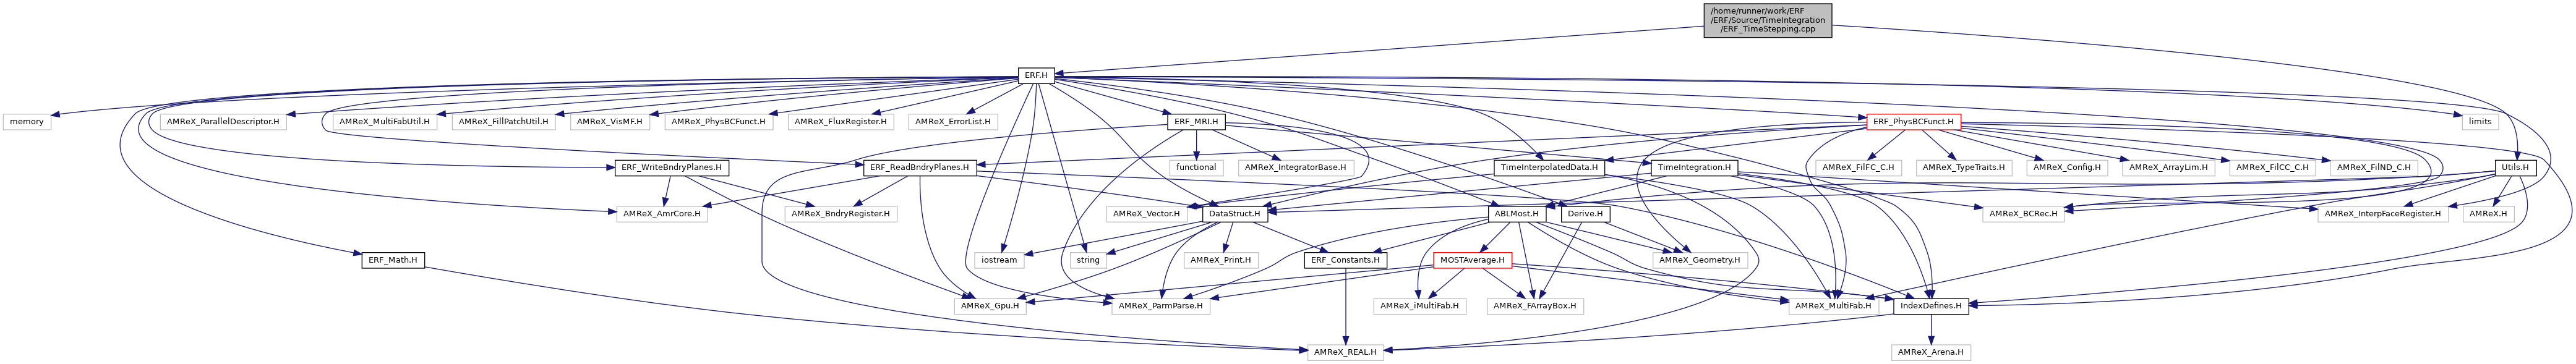 /home/runner/work/ERF
/ERF/Source/TimeIntegration
/ERF_TimeStepping.cpp
ERF.H
memory
AMReX_ParallelDescriptor.H
AMReX_MultiFabUtil.H
AMReX_FillPatchUtil.H
AMReX_VisMF.H
AMReX_PhysBCFunct.H
AMReX_FluxRegister.H
AMReX_ErrorList.H
ERF_MRI.H
ERF_PhysBCFunct.H
limits
ERF_WriteBndryPlanes.H
ERF_ReadBndryPlanes.H
functional
AMReX_IntegratorBase.H
TimeInterpolatedData.H
TimeIntegration.H
AMReX_FilFC_C.H
AMReX_TypeTraits.H
AMReX_Config.H
AMReX_ArrayLim.H
AMReX_FilCC_C.H
AMReX_FilND_C.H
Utils.H
AMReX_AmrCore.H
AMReX_BndryRegister.H
AMReX_Vector.H
DataStruct.H
ABLMost.H
Derive.H
AMReX_BCRec.H
AMReX_InterpFaceRegister.H
AMReX.H
ERF_Math.H
iostream
string
AMReX_Print.H
ERF_Constants.H
MOSTAverage.H
AMReX_Geometry.H
AMReX_Gpu.H
AMReX_ParmParse.H
AMReX_iMultiFab.H
AMReX_FArrayBox.H
AMReX_MultiFab.H
IndexDefines.H
AMReX_REAL.H
AMReX_Arena.H